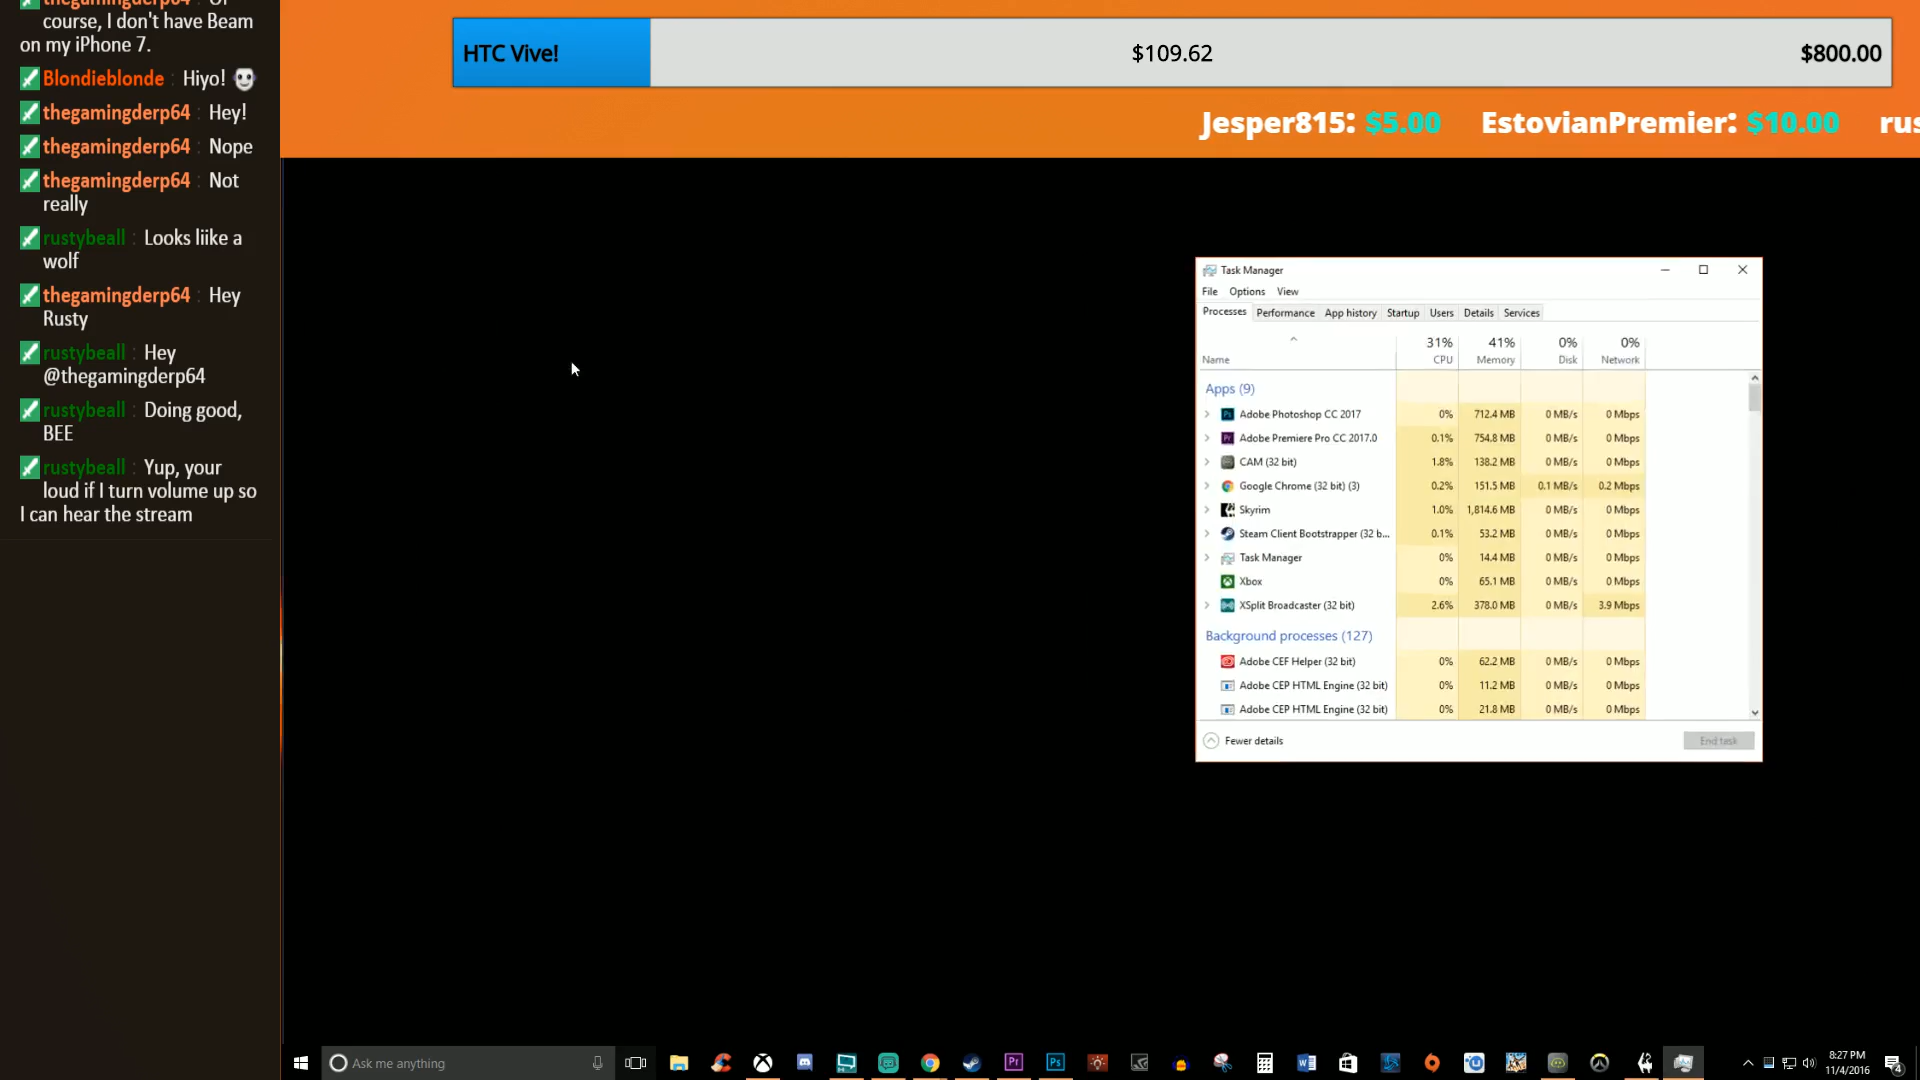 thegamingderp64 : Of
course, I don't have Beam
on my iPhone 7.
Blondieblonde : Hiyo!
thegamingderp64 : Hey!
thegamingderp64 : Nope
thegamingderp64 : Not
really
rustybeall : Looks liike a
wolf
thegamingderp64 : Hey
Rusty
rustybeall : Hey
@thegamingderp64
rustybeall : Doing good,
BEE
rustybeall : Yup, your
loud if I turn volume up so
I can hear the stream
HTC Vive! $109.62 $800.00
Jesper815: $5.00 EstovianPremier: $10.00 rus
Task Manager
File Options View
Processes Performance App history Startup Users Details Services
31% 41% 0% 0%
Name CPU Memory Disk Network
Apps (9)
Adobe Photoshop CC 2017 0% 712.4 MB 0 MB/s 0 Mbps
Adobe Premiere Pro CC 2017.0 0.1% 754.8 MB 0 MB/s 0 Mbps
CAM (32 bit) 1.8% 138.2 MB 0 MB/s 0 Mbps
Google Chrome (32 bit) (3) 0.2% 151.5 MB 0.1 MB/s 0.2 Mbps
Skyrim 1.0% 1,814.6 MB 0 MB/s 0 Mbps
Steam Client Bootstrapper (32 b... 0.1% 53.2 MB 0 MB/s 0 Mbps
Task Manager 0% 14.4 MB 0 MB/s 0 Mbps
Xbox 0% 65.1 MB 0 MB/s 0 Mbps
XSplit Broadcaster (32 bit) 2.6% 378.0 MB 0 MB/s 3.9 Mbps
Background processes (127)
Adobe CEF Helper (32 bit) 0% 62.2 MB 0 MB/s 0 Mbps
Adobe CEP HTML Engine (32 bit) 0% 11.2 MB 0 MB/s 0 Mbps
Adobe CEP HTML Engine (32 bit) 0% 21.8 MB 0 MB/s 0 Mbps
Fewer details End task
Ask me anything
8:27 PM
11/4/2016
4